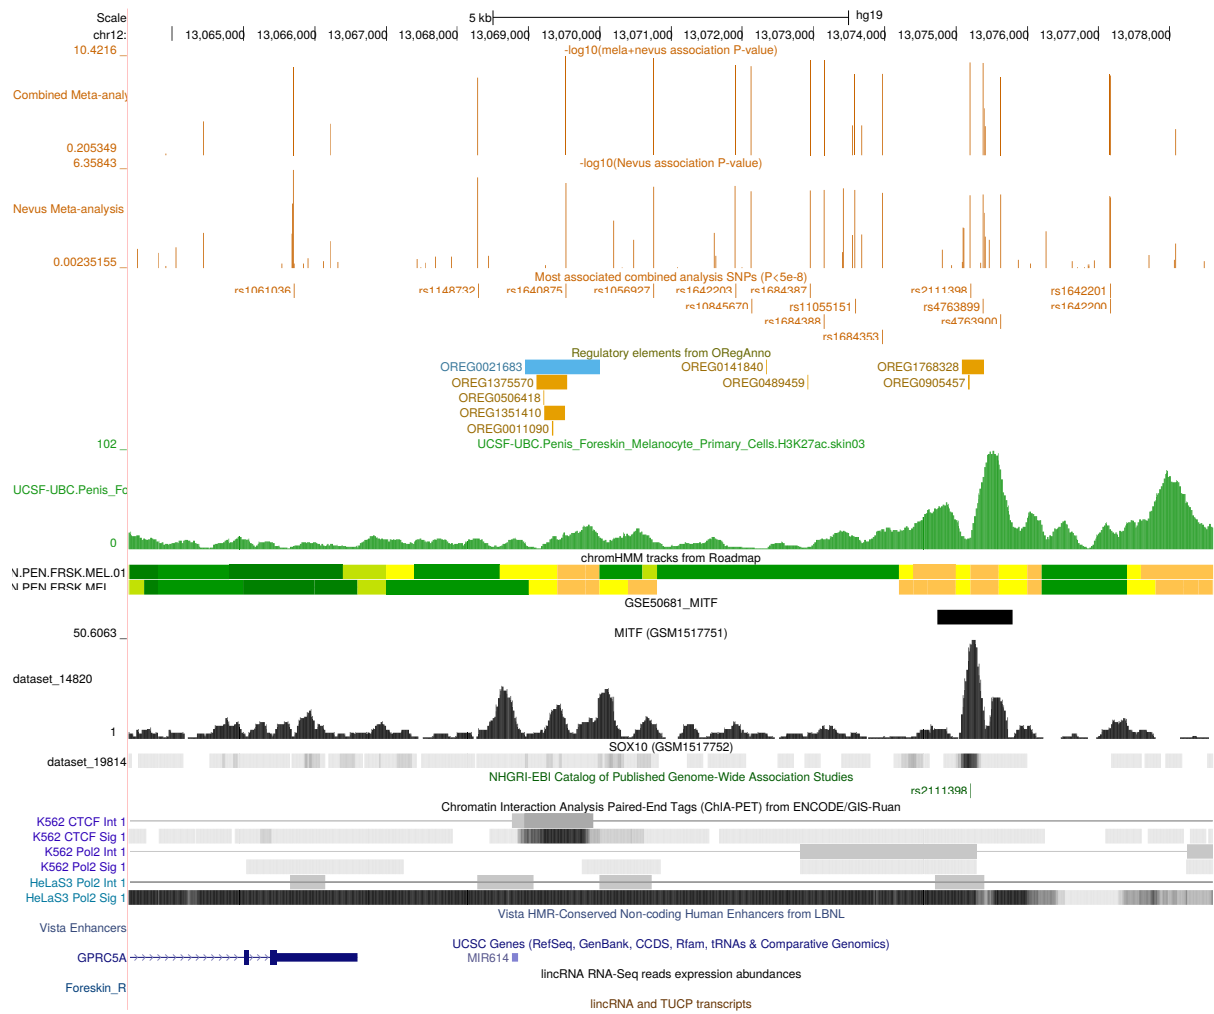 Scale 5 kb hg19
chr12: 13,065,000 13,066,000 13,067,000 13,068,000 13,069,000 13,070,000 13,071,000 13,072,000 13,073,000 13,074,000 13,075,000 13,076,000 13,077,000 13,078,000
10.4216 _ -log10(mela+nevus association P-value)
Combined Meta-analy
0.205349 _
6.35843 _ -log10(Nevus association P-value)
Nevus Meta-analysis
0.00235155 _
Most associated combined analysis SNPs (P<5e-8)
rs1061036 rs1148732 rs1640875 rs1056927 rs1642203 rs1684387 rs2111398 rs1642201
rs10845670 rs11055151 rs4763899 rs1642200
rs1684388 rs4763900
rs1684353
Regulatory elements from ORegAnno
OREG0021683 OREG0141840 OREG1768328
OREG1375570 OREG0489459 OREG0905457
OREG0506418
OREG1351410
OREG0011090
102 _ UCSF-UBC.Penis_Foreskin_Melanocyte_Primary_Cells.H3K27ac.skin03
UCSF-UBC.Penis_Fo
0
chromHMM tracks from Roadmap
N.PEN.FRSK.MEL.01
N.PEN.FRSK.MEL
GSE50681_MITF
50.6063 _ MITF (GSM1517751)
dataset_14820
1
SOX10 (GSM1517752)
dataset_19814
NHGRI-EBI Catalog of Published Genome-Wide Association Studies
rs2111398
Chromatin Interaction Analysis Paired-End Tags (ChIA-PET) from ENCODE/GIS-Ruan
K562 CTCF Int 1
K562 CTCF Sig 1
K562 Pol2 Int 1
K562 Pol2 Sig 1
HeLaS3 Pol2 Int 1
HeLaS3 Pol2 Sig 1
Vista HMR-Conserved Non-coding Human Enhancers from LBNL
Vista Enhancers
UCSC Genes (RefSeq, GenBank, CCDS, Rfam, tRNAs & Comparative Genomics)
GPRC5A MIR614
lincRNA RNA-Seq reads expression abundances
Foreskin_R
lincRNA and TUCP transcripts